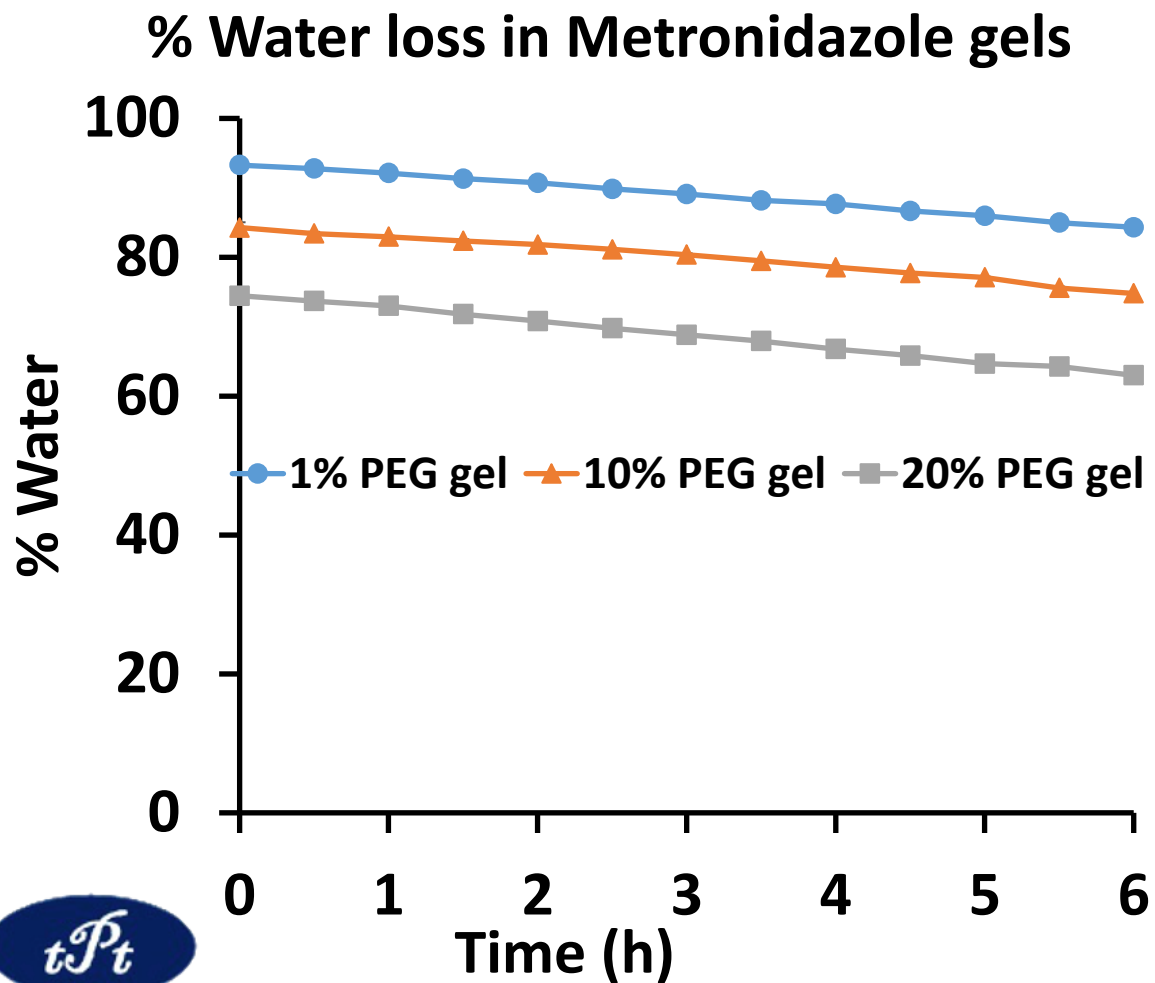 % Water loss in Metronidazole gels
100
80
60
40
20
0
% Water
1% PEG gel 10% PEG gel 20% PEG gel
0 1 2 3 4 5 6
Time (h)
tPt